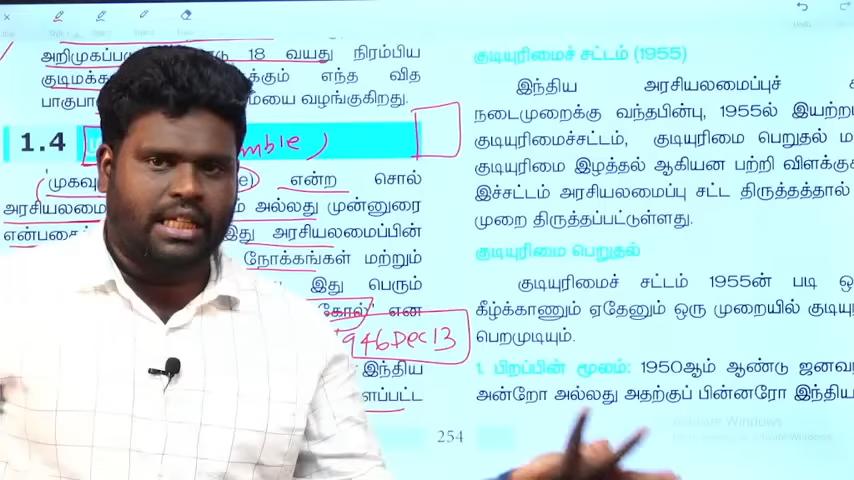 அறிமுகப்ப 18 வயது நிரம்பிய
குடிமக்க க்கும் எந்த வித
பாகுபா மையை வழங்குகிறது.
1.4 mble )
'முகவு e) என்ற சொல்
அரசியலமை ம் அல்லது முன்னுரை
என்பதை இது அரசியலமைப்பின்
நோக்கங்கள் மற்றும்
இது பெரும்
கோல்" என
1946 Dec 13
இந்திய
ளப்பட்ட
254
குடியுரிமைச் சட்டம் (1955)
இந்திய அரசியலமைப்புச்
நடைமுறைக்கு வந்தபின்பு, 1955ல் இயற்ற
குடியுரிமைச்சட்டம், குடியுரிமை பெறுதல் ம
குடியுரிமை இழத்தல் ஆகியன பற்றி விளக்கு
இச்சட்டம் அரசியலமைப்பு சட்ட திருத்தத்தால்
முறை திருத்தப்பட்டுள்ளது.
குடியுரிமை பெறுதல்
குடியுரிமைச் சட்டம் 1955ன் படி ஒ
கீழ்க்காணும் ஏதேனும் ஒரு முறையில் குடியு
பெறமுடியும்.
1. பிறப்பின் மூலம்: 1950ஆம் ஆண்டு ஜனவ
அன்றோ அல்லது அதற்குப் பின்னரோ இந்திய
Activate Windows